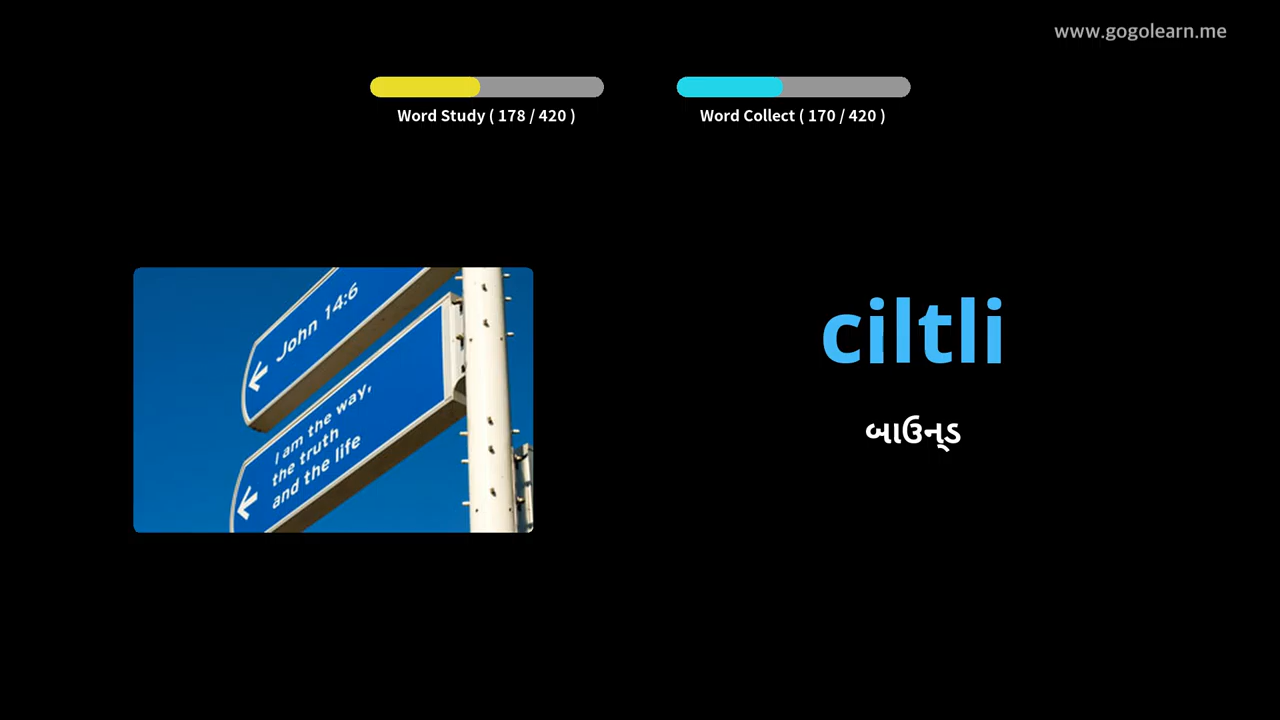 www.gogolearn.me
Word Study ( 178 / 420 )
Word Collect ( 170 / 420 )
John 14:6
I am the way,
the truth
and the life
ciltli
બાઉન્ડ